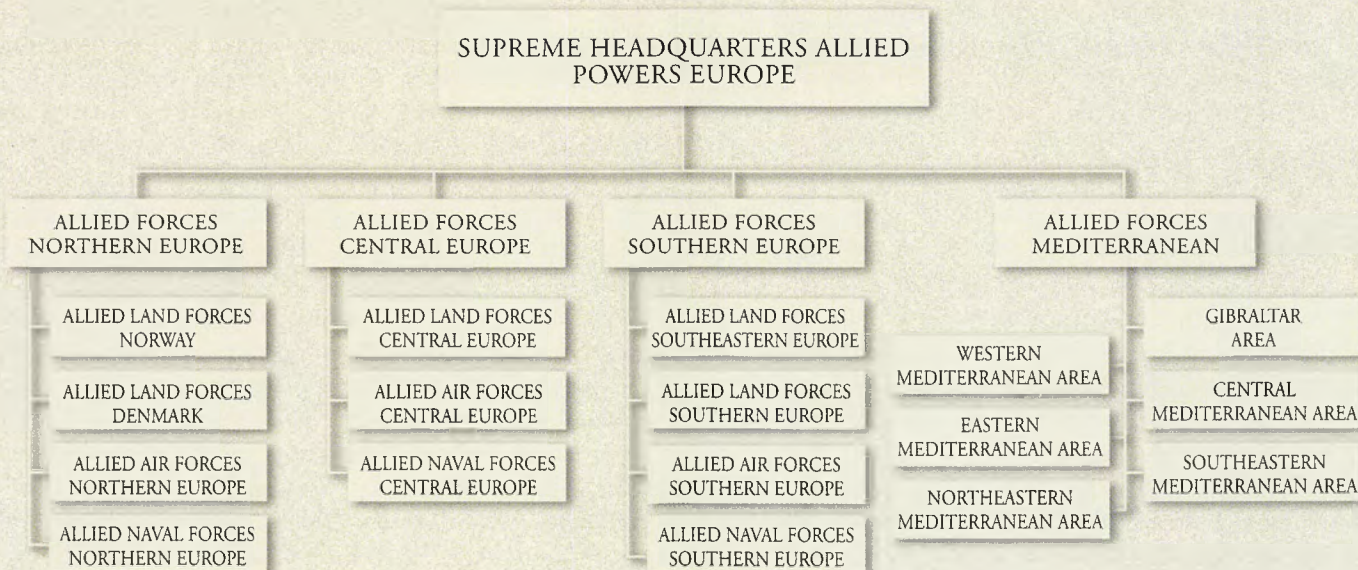 SUPREME HEADQUARTERS ALLIED
POWERS EUROPE
ALLIED FORCES
NORTHERN EUROPE
ALLIED LAND FORCES
NORWAY
ALLIED LAND FORCES
DENMARK
ALLIED AIR FORCES
NORTHERN EUROPE
ALLIED NAVAL FORCES
NORTHERN EUROPE
ALLIED FORCES
CENTRAL EUROPE
ALLIED LAND FORCES
CENTRAL EUROPE
ALLIED AIR FORCES
CENTRAL EUROPE
ALLIED NAVAL FORCES
CENTRAL EUROPE
ALLIED FORCES
SOUTHERN EUROPE
ALLIED LAND FORCES
SOUTHEASTERN EUROPE
ALLIED LAND FORCES
SOUTHERN EUROPE
ALLIED AIR FORCES
SOUTHERN EUROPE
ALLIED NAVAL FORCES
SOUTHERN EUROPE
ALLIED FORCES
MEDITERRANEAN
WESTERN
MEDITERRANEAN AREA
EASTERN
MEDITERRANEAN AREA
NORTHEASTERN
MEDITERRANEAN AREA
GIBRALTAR
AREA
CENTRAL
MEDITERRANEAN AREA
SOUTHEASTERN
MEDITERRANEAN AREA